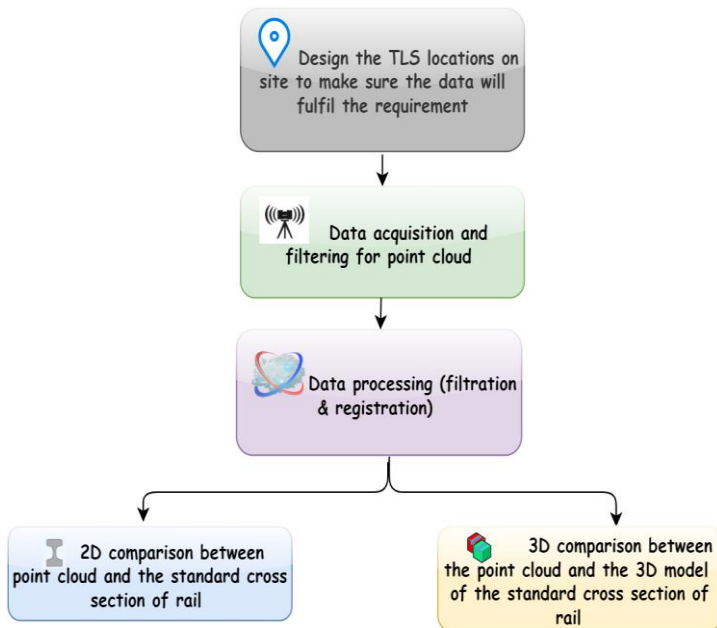 Design the TLS locations on
site to make sure the data will
fulfil the requirement
Data acquisition and
filtering for point cloud
Data processing (filtration
& registration)
2D comparison between
point cloud and the standard cross
section of rail
3D comparison between
the point cloud and the 3D model
of the standard cross section of
rail